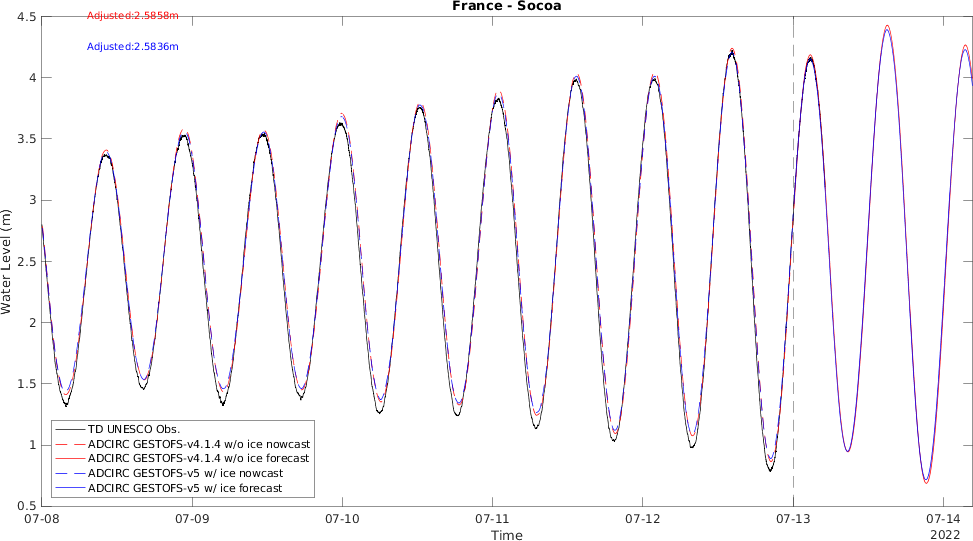 France - Socoa
Adjusted:2.5858m
Adjusted:2.5836m
4.5
4
3.5
3
2.5
2
1.5
1
0.5
Water Level (m)
TD UNESCO Obs.
ADCIRC GESTOFS-v4.1.4 w/o ice nowcast
ADCIRC GESTOFS-v4.1.4 w/o ice forecast
ADCIRC GESTOFS-v5 w/ ice nowcast
ADCIRC GESTOFS-v5 w/ ice forecast
07-08 07-09 07-10 07-11 07-12 07-13 07-14
Time
2022